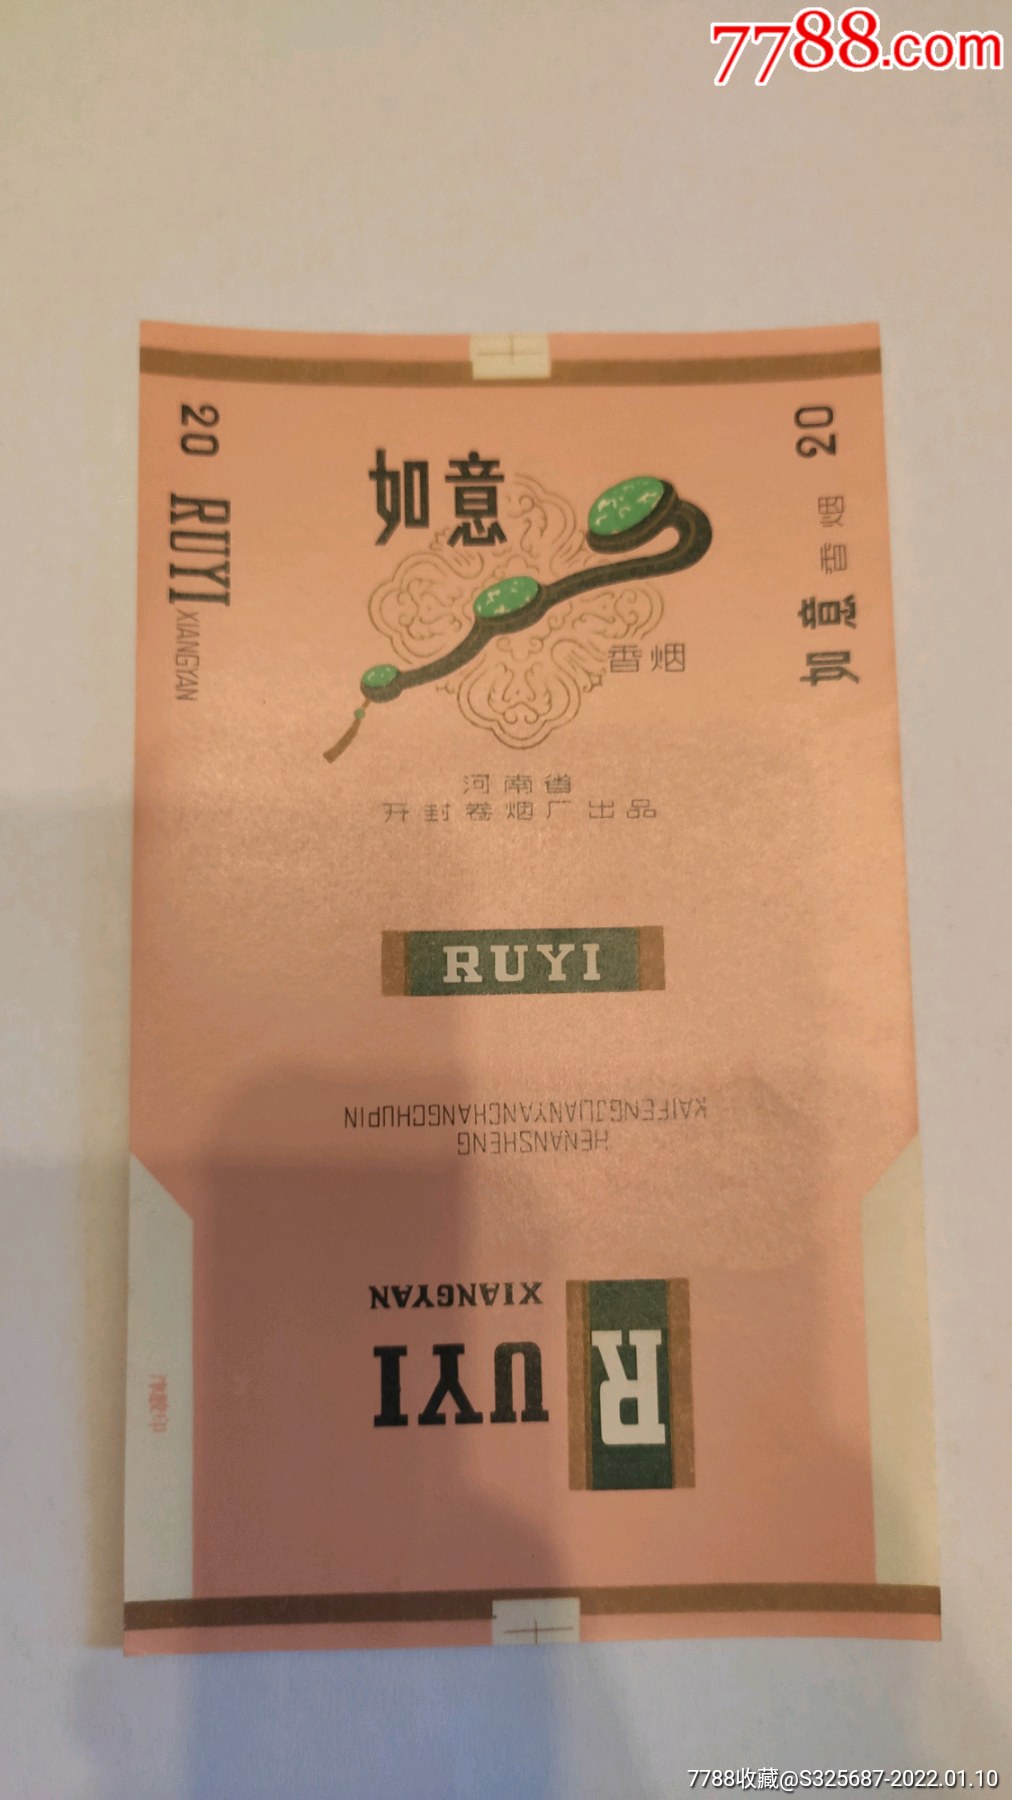 7788.com
20
RUYI
XIANGYAN
如意
香烟
20
如意香烟
河南省
开封卷烟厂出品
RUYI
HENANSHENG
KAIFENGJUANYANCHANGCHUPIN
RUYI
XIANGYAN
7788收藏@S325687-2022.01.10